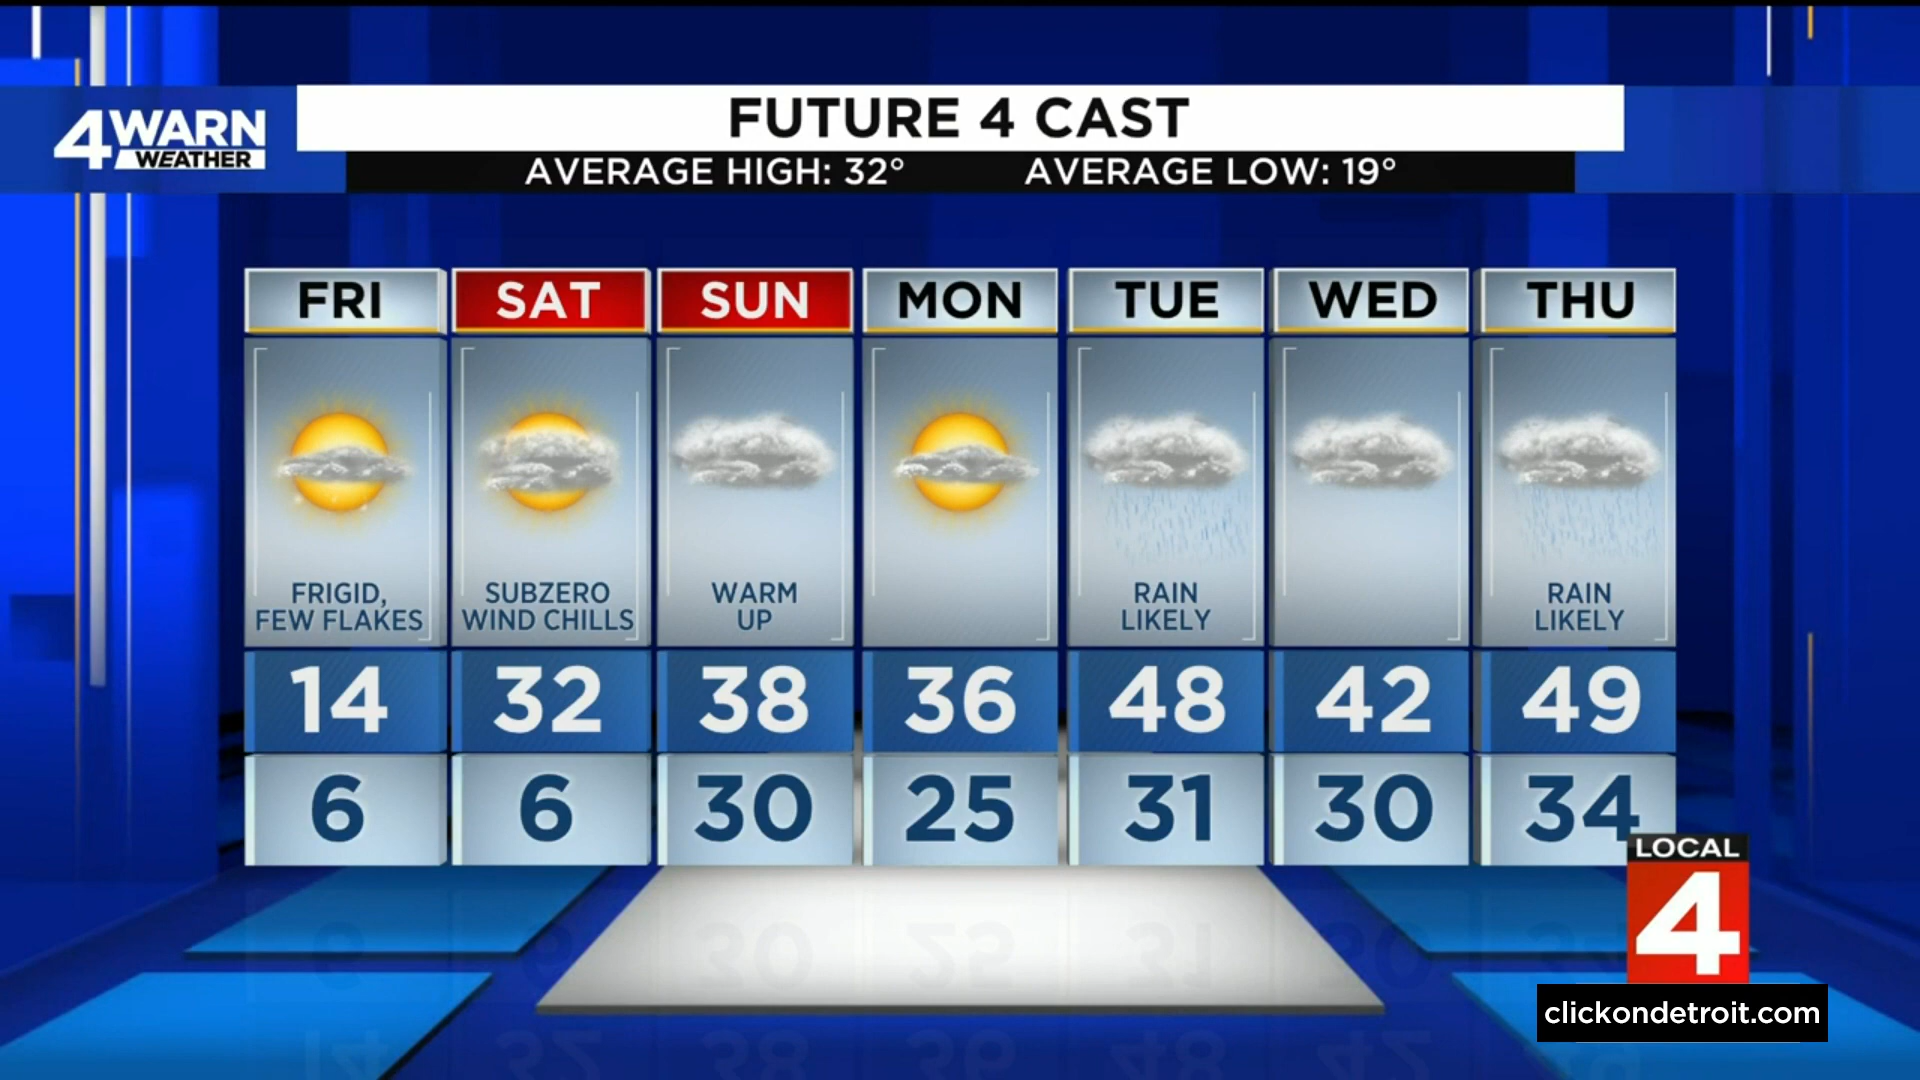 4WARN
WEATHER
FUTURE 4 CAST
AVERAGE HIGH: 32° AVERAGE LOW: 19°
FRI SAT SUN MON TUE WED THU
FRIGID,
FEW FLAKES
SUBZERO
WIND CHILLS
WARM
UP
RAIN
LIKELY
RAIN
LIKELY
14 32 38 36 48 42 49
6 6 30 25 31 30 34
LOCAL
4
clickondetroit.com